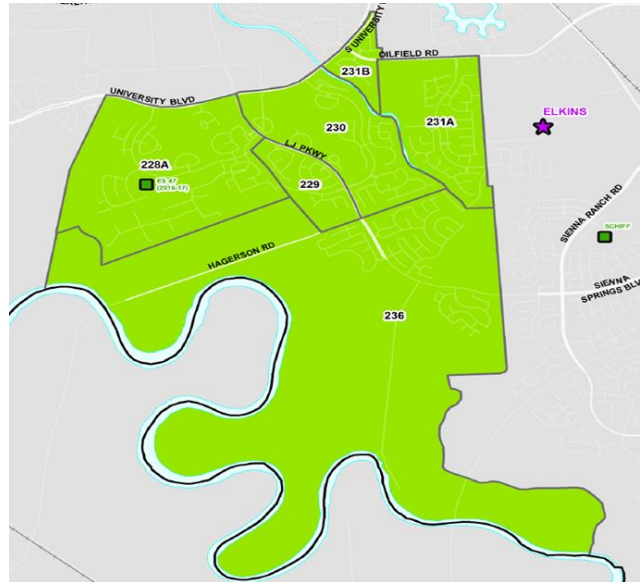 S UNIVERSITY
OILFIELD RD
231B
ELKINS
UNIVERSITY BLVD
230
231A
LJ PKWY
228A
ES 47
(2016-17)
229
SIENNA RANCH RD
SCHIFF
HAGERSON RD
SIENNA
SPRINGS BLV
236